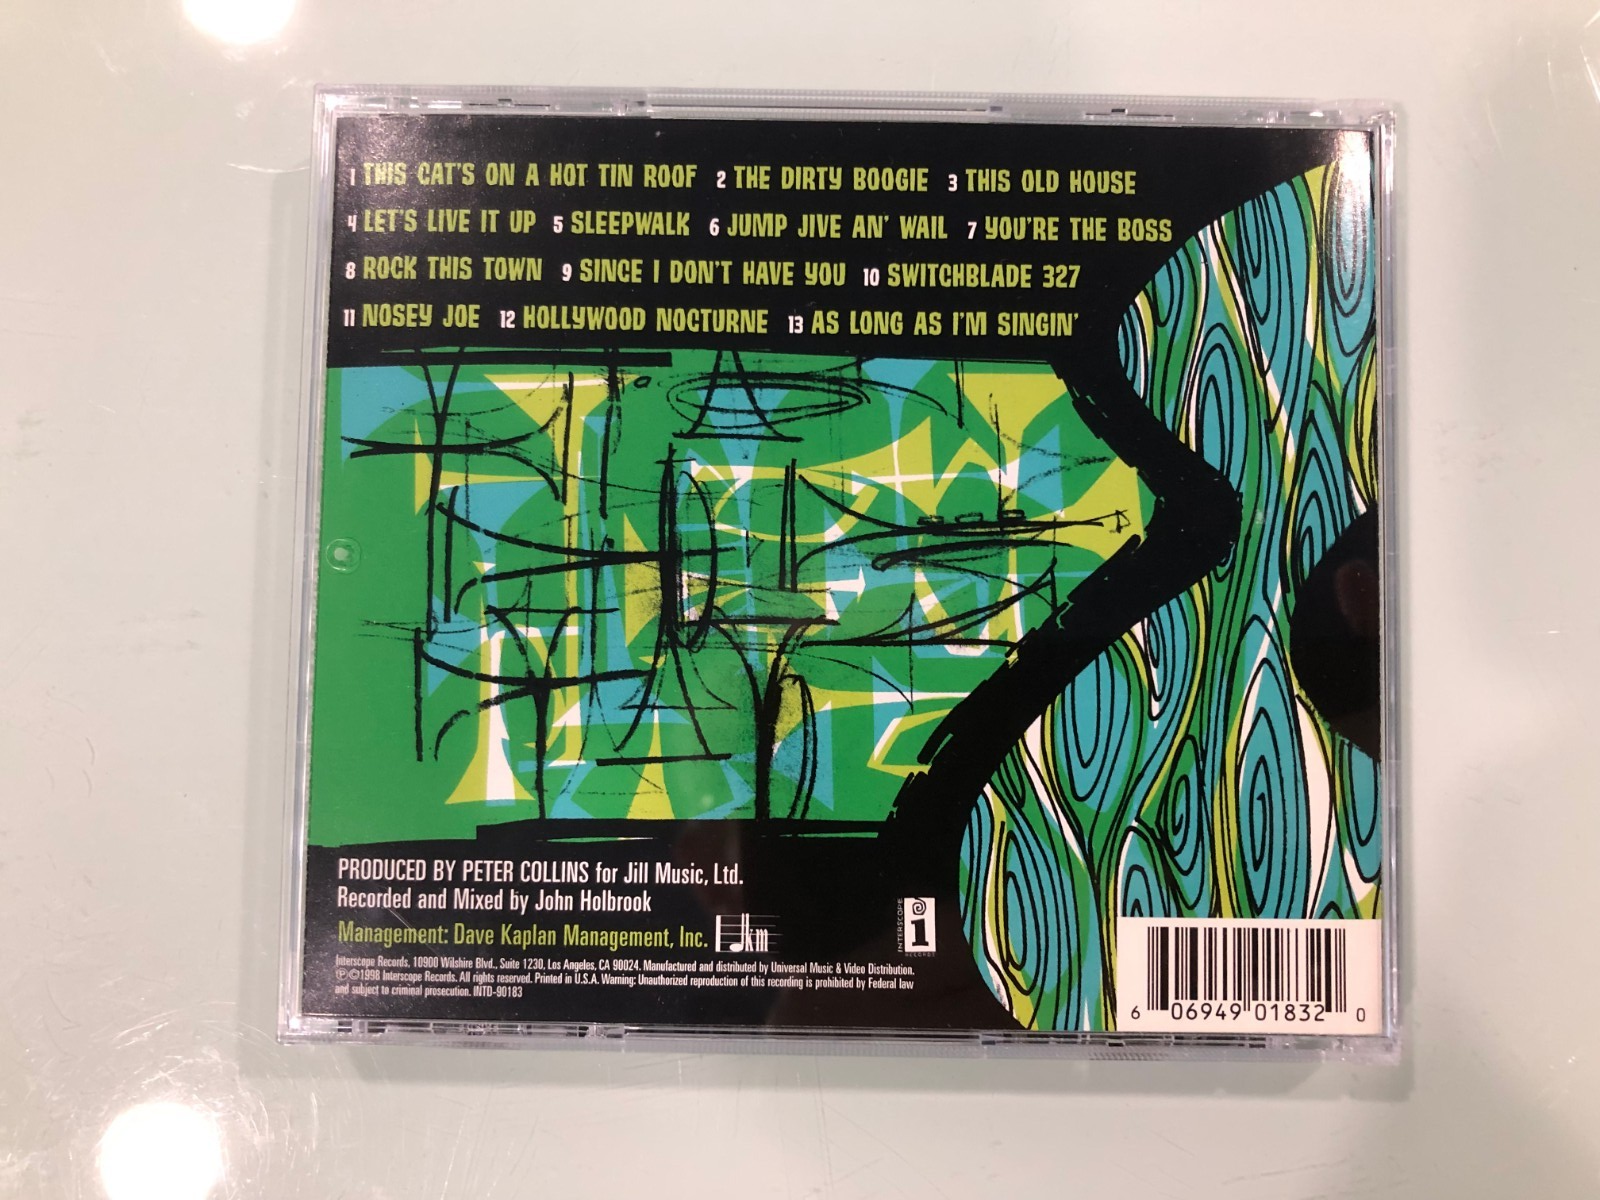 1 THIS CAT'S ON A HOT TIN ROOF 2 THE DIRTY BOOGIE 3 THIS OLD HOUSE
4 LET'S LIVE IT UP 5 SLEEPWALK 6 JUMP JIVE AN' WAIL 7 YOU'RE THE BOSS
8 ROCK THIS TOWN 9 SINCE I DON'T HAVE YOU 10 SWITCHBLADE 327
11 NOSEY JOE 12 HOLLYWOOD NOCTURNE 13 AS LONG AS I'M SINGIN'
PRODUCED BY PETER COLLINS for Jill Music, Ltd.
Recorded and Mixed by John Holbrook
Management: Dave Kaplan Management, Inc. dkm
Interscope Records, 10900 Wilshire Blvd., Suite 1230, Los Angeles, CA 90024. Manufactured and distributed by Universal Music & Video Distribution.
℗©1998 Interscope Records. All rights reserved. Printed in U.S.A. Warning: Unauthorized reproduction of this recording is prohibited by Federal law
and subject to criminal prosecution. INTD-90183
INTERSCOPE
i
RECORDS
6 06949 01832 0